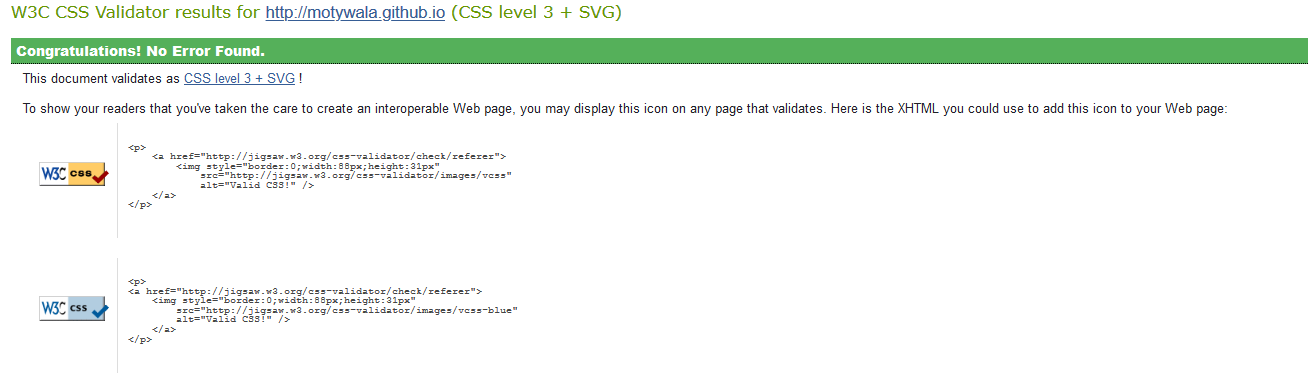 W3C CSS Validator results for http://motywala.github.io (CSS level 3 + SVG)
Congratulations! No Error Found.
This document validates as CSS level 3 + SVG !
To show your readers that you've taken the care to create an interoperable Web page, you may display this icon on any page that validates. Here is the XHTML you could use to add this icon to your Web page:
W3C css
<p>
<a href="http://jigsaw.w3.org/css-validator/check/referer">
<img style="border:0;width:88px;height:31px"
src="http://jigsaw.w3.org/css-validator/images/vcss"
alt="Valid CSS!" />
</a>
</p>
W3C css
<p>
<a href="http://jigsaw.w3.org/css-validator/check/referer">
<img style="border:0;width:88px;height:31px"
src="http://jigsaw.w3.org/css-validator/images/vcss-blue"
alt="Valid CSS!" />
</a>
</p>